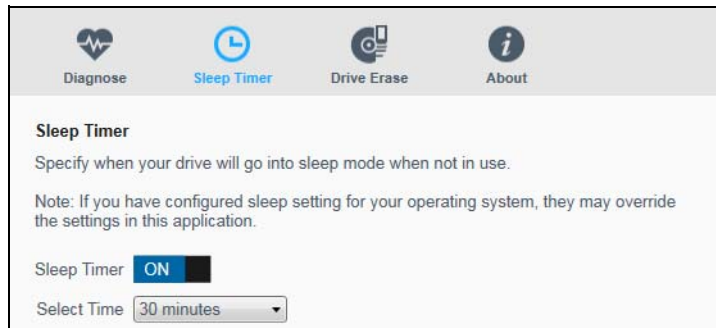 Diagnose Sleep Timer Drive Erase About
Sleep Timer
Specify when your drive will go into sleep mode when not in use.
Note: If you have configured sleep setting for your operating system, they may override
the settings in this application.
Sleep Timer ON
Select Time 30 minutes